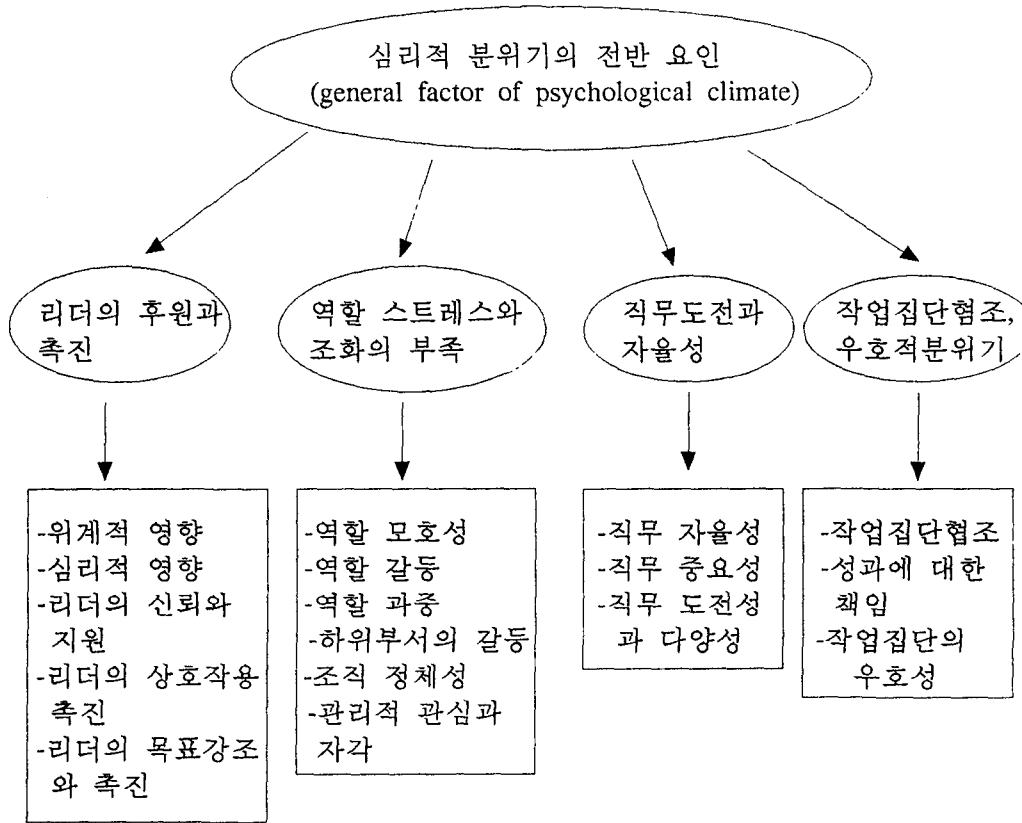 심리적 분위기의 전반 요인
(general factor of psychological climate)
리더의 후원과
촉진
역할 스트레스와
조화의 부족
직무도전과
자율성
작업집단협조,
우호적분위기
-위계적 영향
-심리적 영향
-리더의 신뢰와
지원
-리더의 상호작용
촉진
-리더의 목표강조
와 촉진
-역할 모호성
-역할 갈등
-역할 과중
-하위부서의 갈등
-조직 정체성
-관리적 관심과
자각
-직무 자율성
-직무 중요성
-직무 도전성
과 다양성
-작업집단협조
-성과에 대한
책임
-작업집단의
우호성